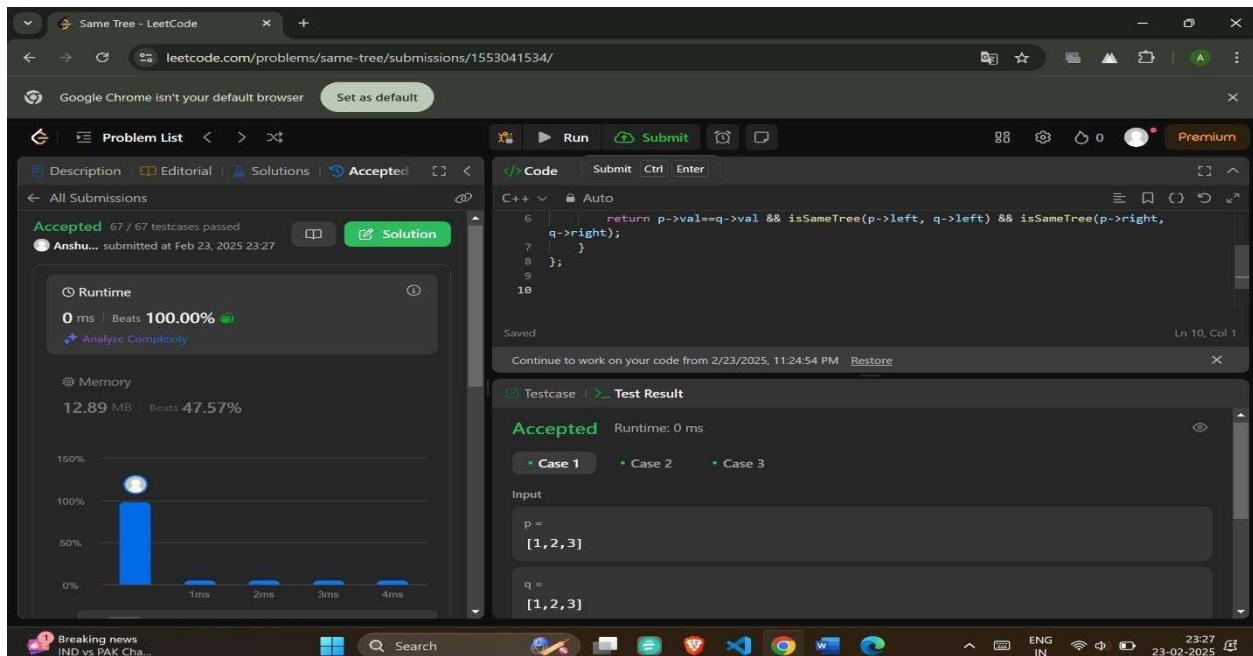 Same Tree - LeetCode
leetcode.com/problems/same-tree/submissions/1553041534/
A
Google Chrome isn't your default browser Set as default
Problem List Run Submit 0 Premium
Description Editorial Solutions Accepted
</> Code Submit Ctrl Enter
All Submissions
C++ Auto
Accepted 67 / 67 testcases passed
Anshu... submitted at Feb 23, 2025 23:27
Solution
Runtime
0 ms Beats 100.00%
Analyze Complexity
Memory
12.89 MB Beats 47.57%
150%
100%
50%
0%
1ms 2ms 3ms 4ms
6 return p->val==q->val && isSameTree(p->left, q->left) && isSameTree(p->right,
q->right);
7 }
8 };
9
10
Saved Ln 10, Col 1
Continue to work on your code from 2/23/2025, 11:24:54 PM Restore
Testcase >_ Test Result
Accepted Runtime: 0 ms
Case 1 Case 2 Case 3
Input
p =
[1,2,3]
q =
[1,2,3]
1 Breaking news
IND vs PAK Cha...
Search
ENG
IN
23:27
23-02-2025